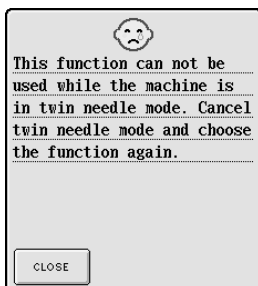 This function can not be
used while the machine is
in twin needle mode. Cancel
twin needle mode and choose
the function again.
CLOSE